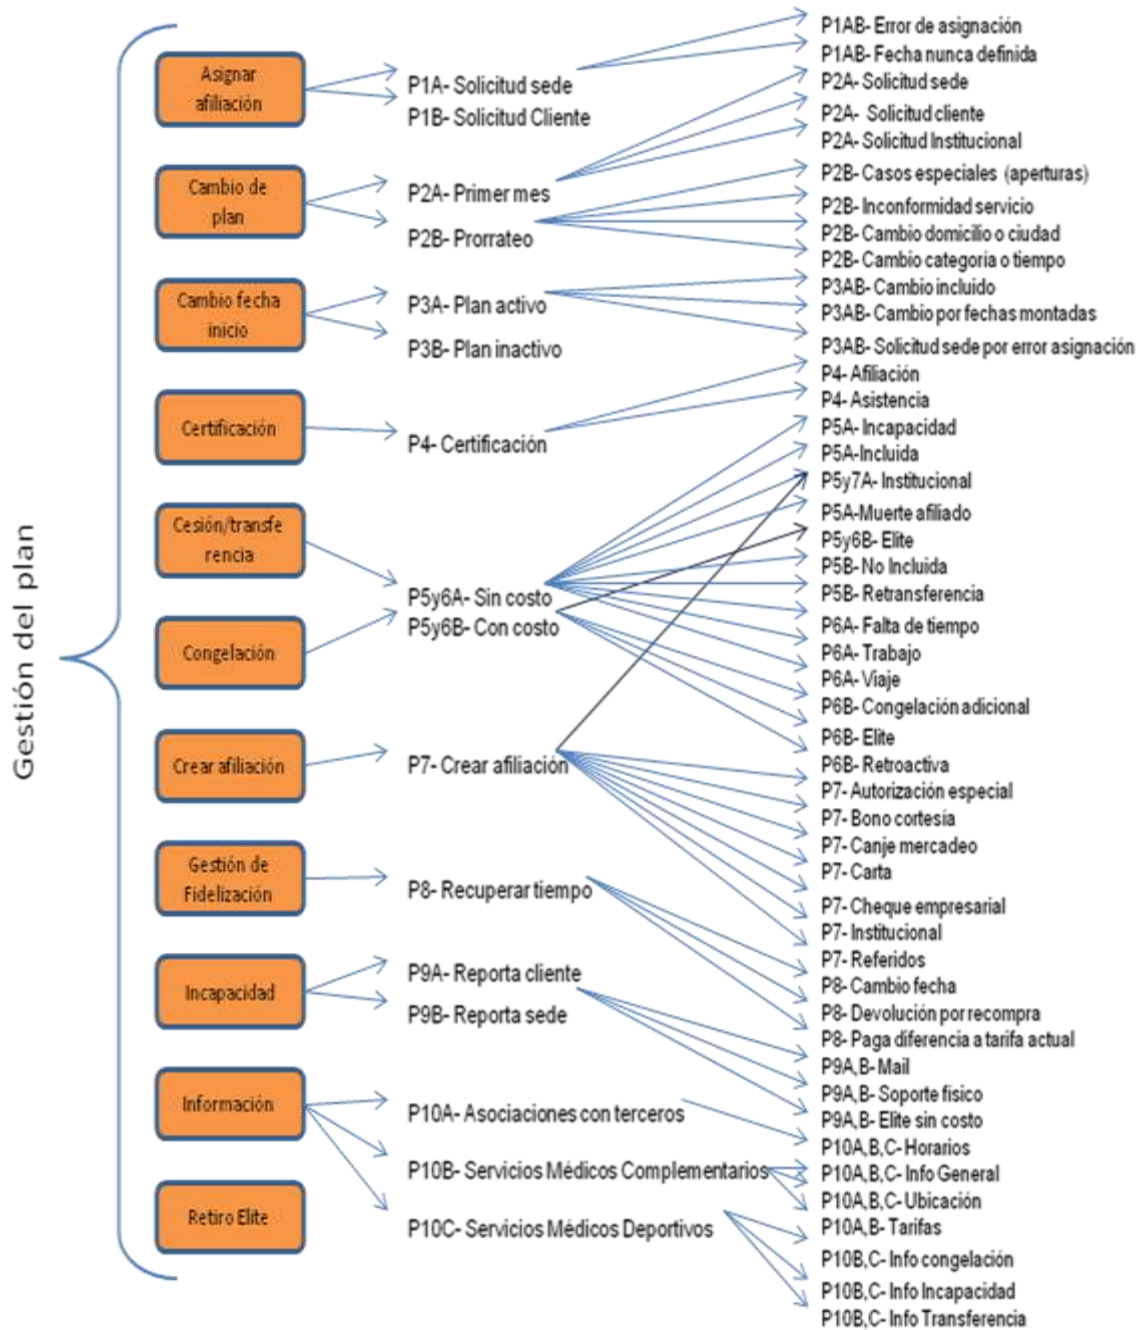 Gestión del plan
Asignar
afiliación
Cambio de
plan
Cambio fecha
inicio
Certificación
Cesión/transfe
rencia
Congelación
Crear afiliación
Gestión de
Fidelización
Incapacidad
Información
Retiro Elite
P1A- Solicitud sede
P1B- Solicitud Cliente
P2A- Primer mes
P2B- Prorrateo
P3A- Plan activo
P3B- Plan inactivo
P4- Certificación
P5y6A- Sin costo
P5y6B- Con costo
P7- Crear afiliación
P8- Recuperar tiempo
P9A- Reporta cliente
P9B- Reporta sede
P10A- Asociaciones con terceros
P10B- Servicios Médicos Complementarios
P10C- Servicios Médicos Deportivos
P1AB- Error de asignación
P1AB- Fecha nunca definida
P2A- Solicitud sede
P2A- Solicitud cliente
P2A- Solicitud Institucional
P2B- Casos especiales (aperturas)
P2B- Inconformidad servicio
P2B- Cambio domicilio o ciudad
P2B- Cambio categoría o tiempo
P3AB- Cambio incluido
P3AB- Cambio por fechas montadas
P3AB- Solicitud sede por error asignación
P4- Afiliación
P4- Asistencia
P5A- Incapacidad
P5A-Incluida
P5y7A- Institucional
P5A-Muerte afiliado
P5y6B- Elite
P5B- No Incluida
P5B- Retransferencia
P6A- Falta de tiempo
P6A- Trabajo
P6A- Viaje
P6B- Congelación adicional
P6B- Elite
P6B- Retroactiva
P7- Autorización especial
P7- Bono cortesía
P7- Canje mercadeo
P7- Carta
P7- Cheque empresarial
P7- Institucional
P7- Referidos
P8- Cambio fecha
P8- Devolución por recompra
P8- Paga diferencia a tarifa actual
P9A,B- Mail
P9A,B- Soporte físico
P9A,B- Elite sin costo
P10A,B,C- Horarios
P10A,B,C- Info General
P10A,B,C- Ubicación
P10A,B- Tarifas
P10B,C- Info congelación
P10B,C- Info Incapacidad
P10B,C- Info Transferencia